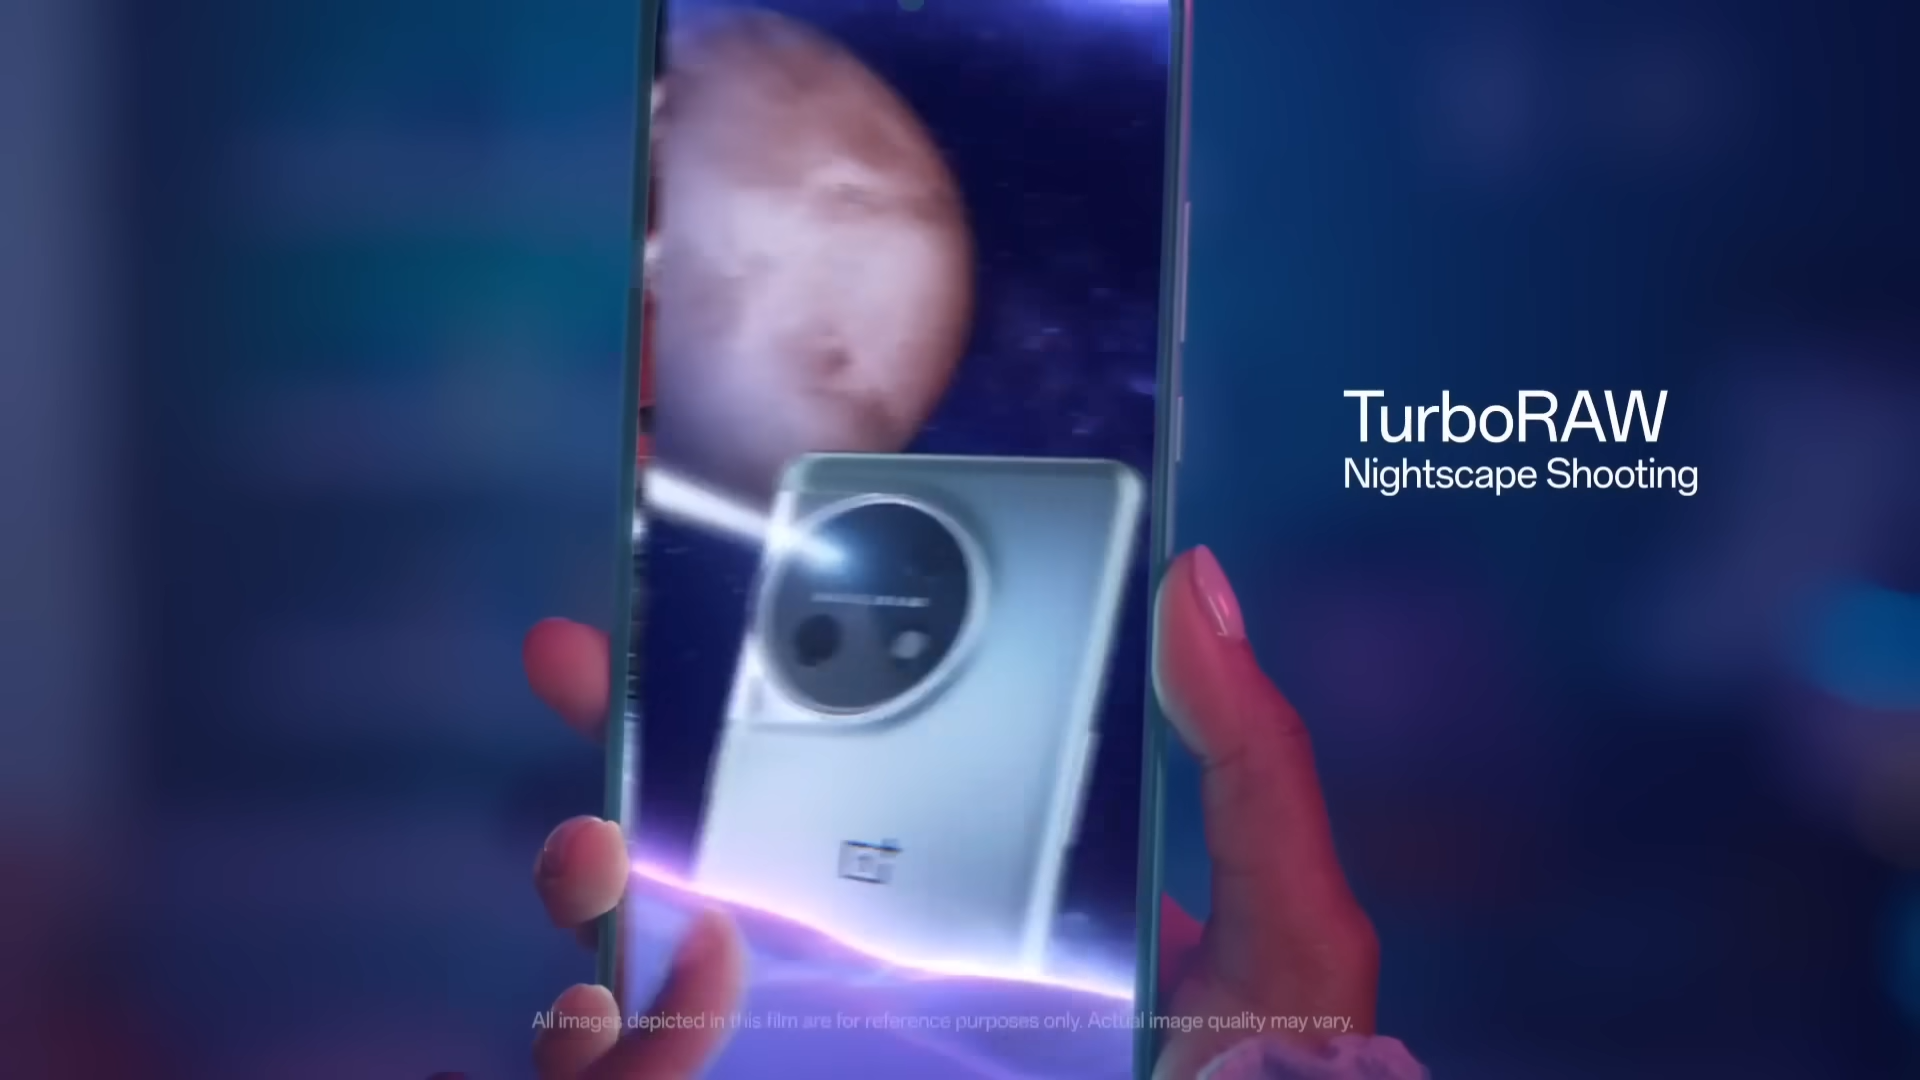 TurboRAW
Nightscape Shooting
All images depicted in this film are for reference purposes only. Actual image quality may vary.